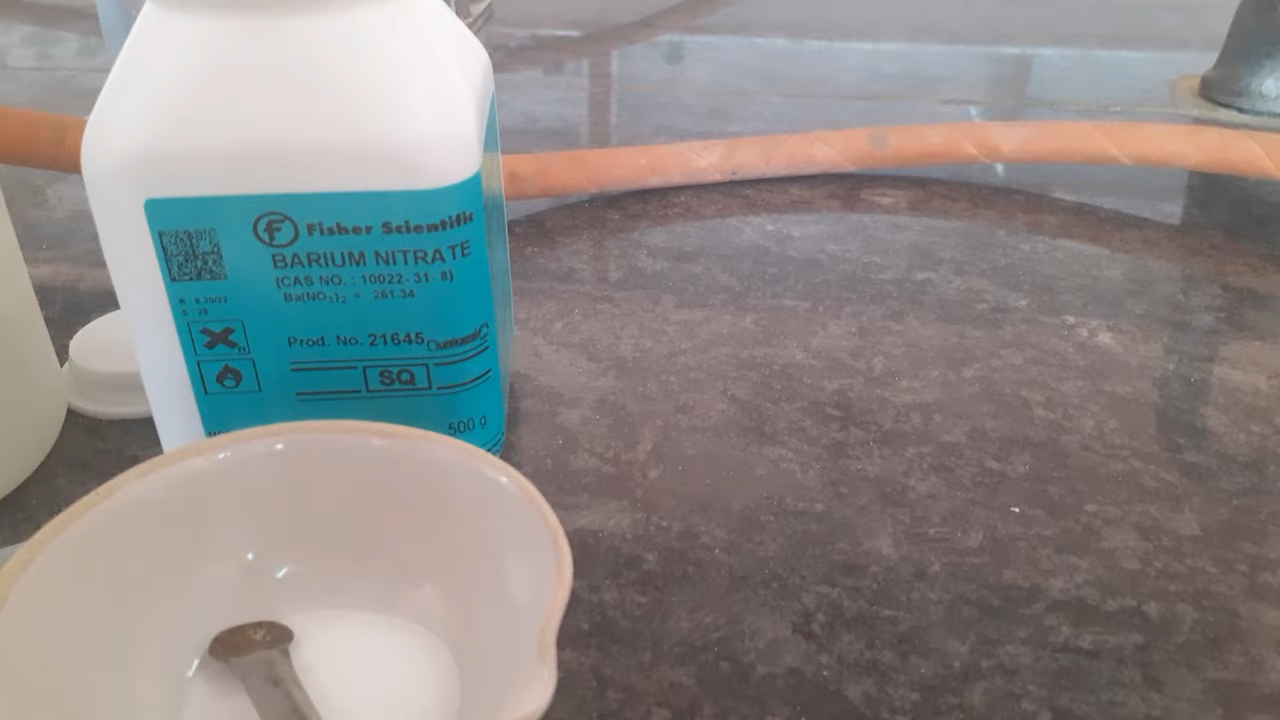 Fisher Scientific
BARIUM NITRATE
(CAS NO. : 10022-31 8)
Ba(NO₃)₂ = 261.34
Prod. No. 21645
SQ
500 g